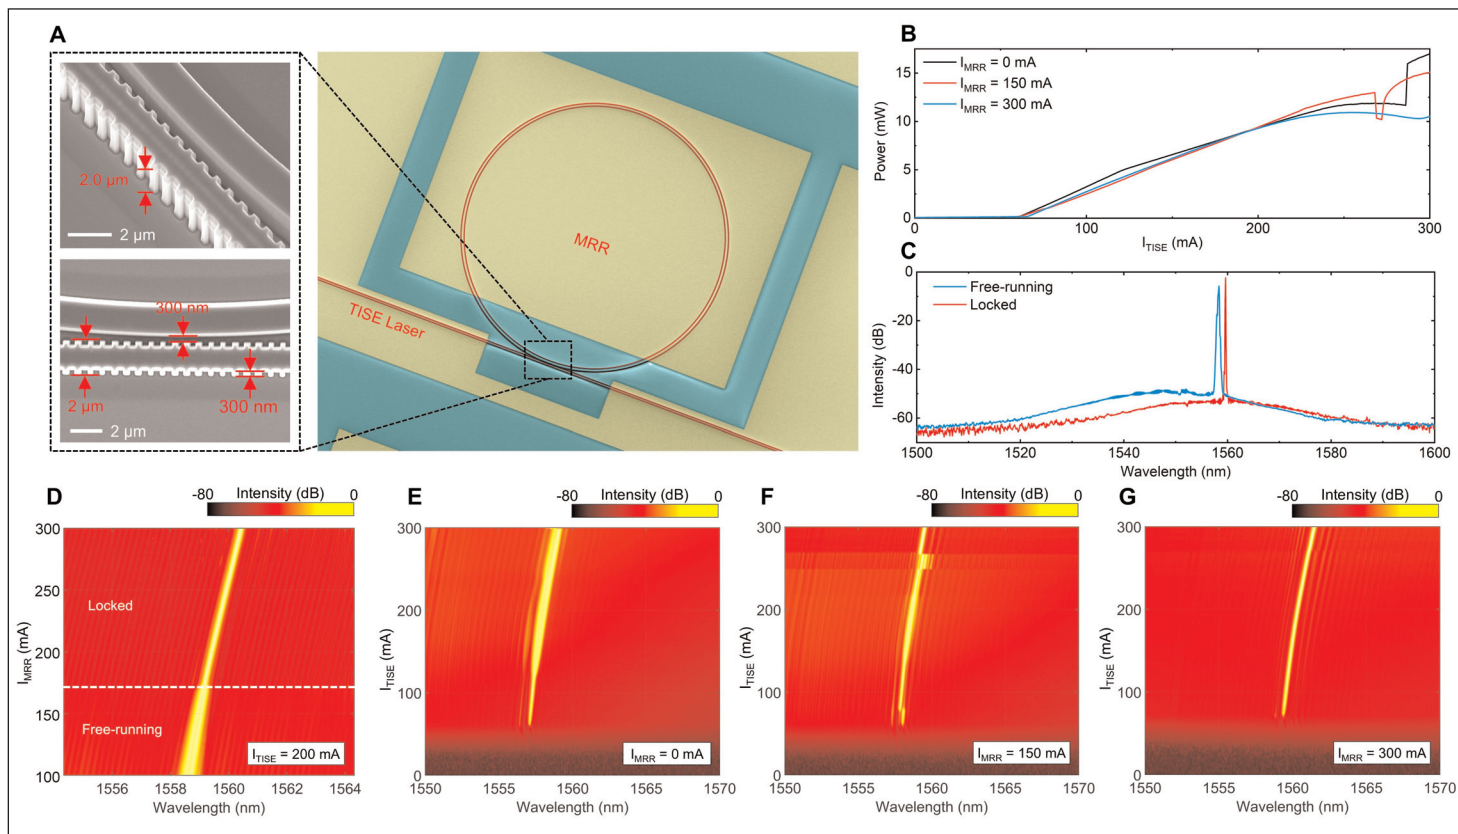 A
2.0 µm
2 µm
300 nm
2 µm
300 nm
2 µm
MRR
TISE Laser
B
Power (mW)
15
10
5
0
I_MRR = 0 mA
I_MRR = 150 mA
I_MRR = 300 mA
0 100 200 300
I_TISE (mA)
C
Intensity (dB)
0
-20
-40
-60
Free-running
Locked
1500 1520 1540 1560 1580 1600
Wavelength (nm)
D
-80 Intensity (dB) 0
I_MRR (mA)
300
250
200
150
100
Locked
Free-running
I_TISE = 200 mA
1556 1558 1560 1562 1564
Wavelength (nm)
E
-80 Intensity (dB) 0
I_TISE (mA)
300
200
100
0
I_MRR = 0 mA
1550 1555 1560 1565 1570
Wavelength (nm)
F
-80 Intensity (dB) 0
I_TISE (mA)
300
200
100
0
I_MRR = 150 mA
1550 1555 1560 1565 1570
Wavelength (nm)
G
-80 Intensity (dB) 0
I_TISE (mA)
300
200
100
0
I_MRR = 300 mA
1550 1555 1560 1565 1570
Wavelength (nm)